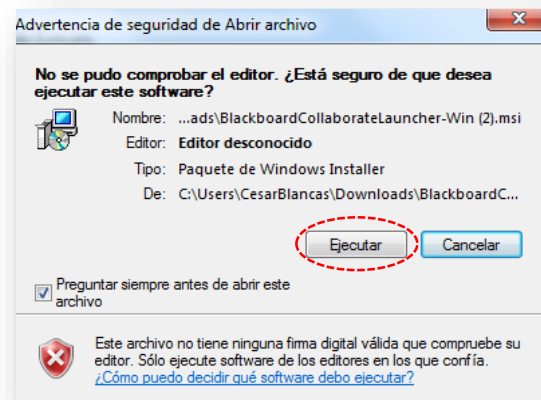 Advertencia de seguridad de Abrir archivo
No se pudo comprobar el editor. ¿Está seguro de que desea
ejecutar este software?
Nombre: ...ads\BlackboardCollaborateLauncher-Win (2).msi
Editor: Editor desconocido
Tipo: Paquete de Windows Installer
De: C:\Users\CesarBlancas\Downloads\BlackboardC...
Ejecutar Cancelar
Preguntar siempre antes de abrir este
archivo
Este archivo no tiene ninguna firma digital válida que compruebe su
editor. Sólo ejecute software de los editores en los que confía.
¿Cómo puedo decidir qué software debo ejecutar?